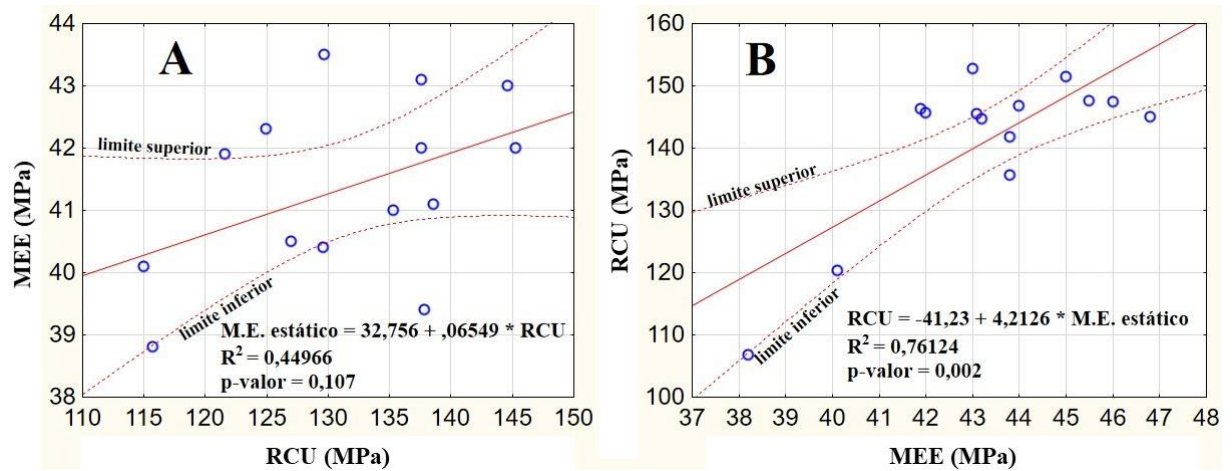 A
MEE (MPa)
44
43
42
41
40
39
38
limite superior
limite inferior
M.E. estático = 32,756 + ,06549 * RCU
R² = 0,44966
p-valor = 0,107
110 115 120 125 130 135 140 145 150
RCU (MPa)
B
RCU (MPa)
160
150
140
130
120
110
100
limite superior
limite inferior
RCU = -41,23 + 4,2126 * M.E. estático
R² = 0,76124
p-valor = 0,002
37 38 39 40 41 42 43 44 45 46 47 48
MEE (MPa)